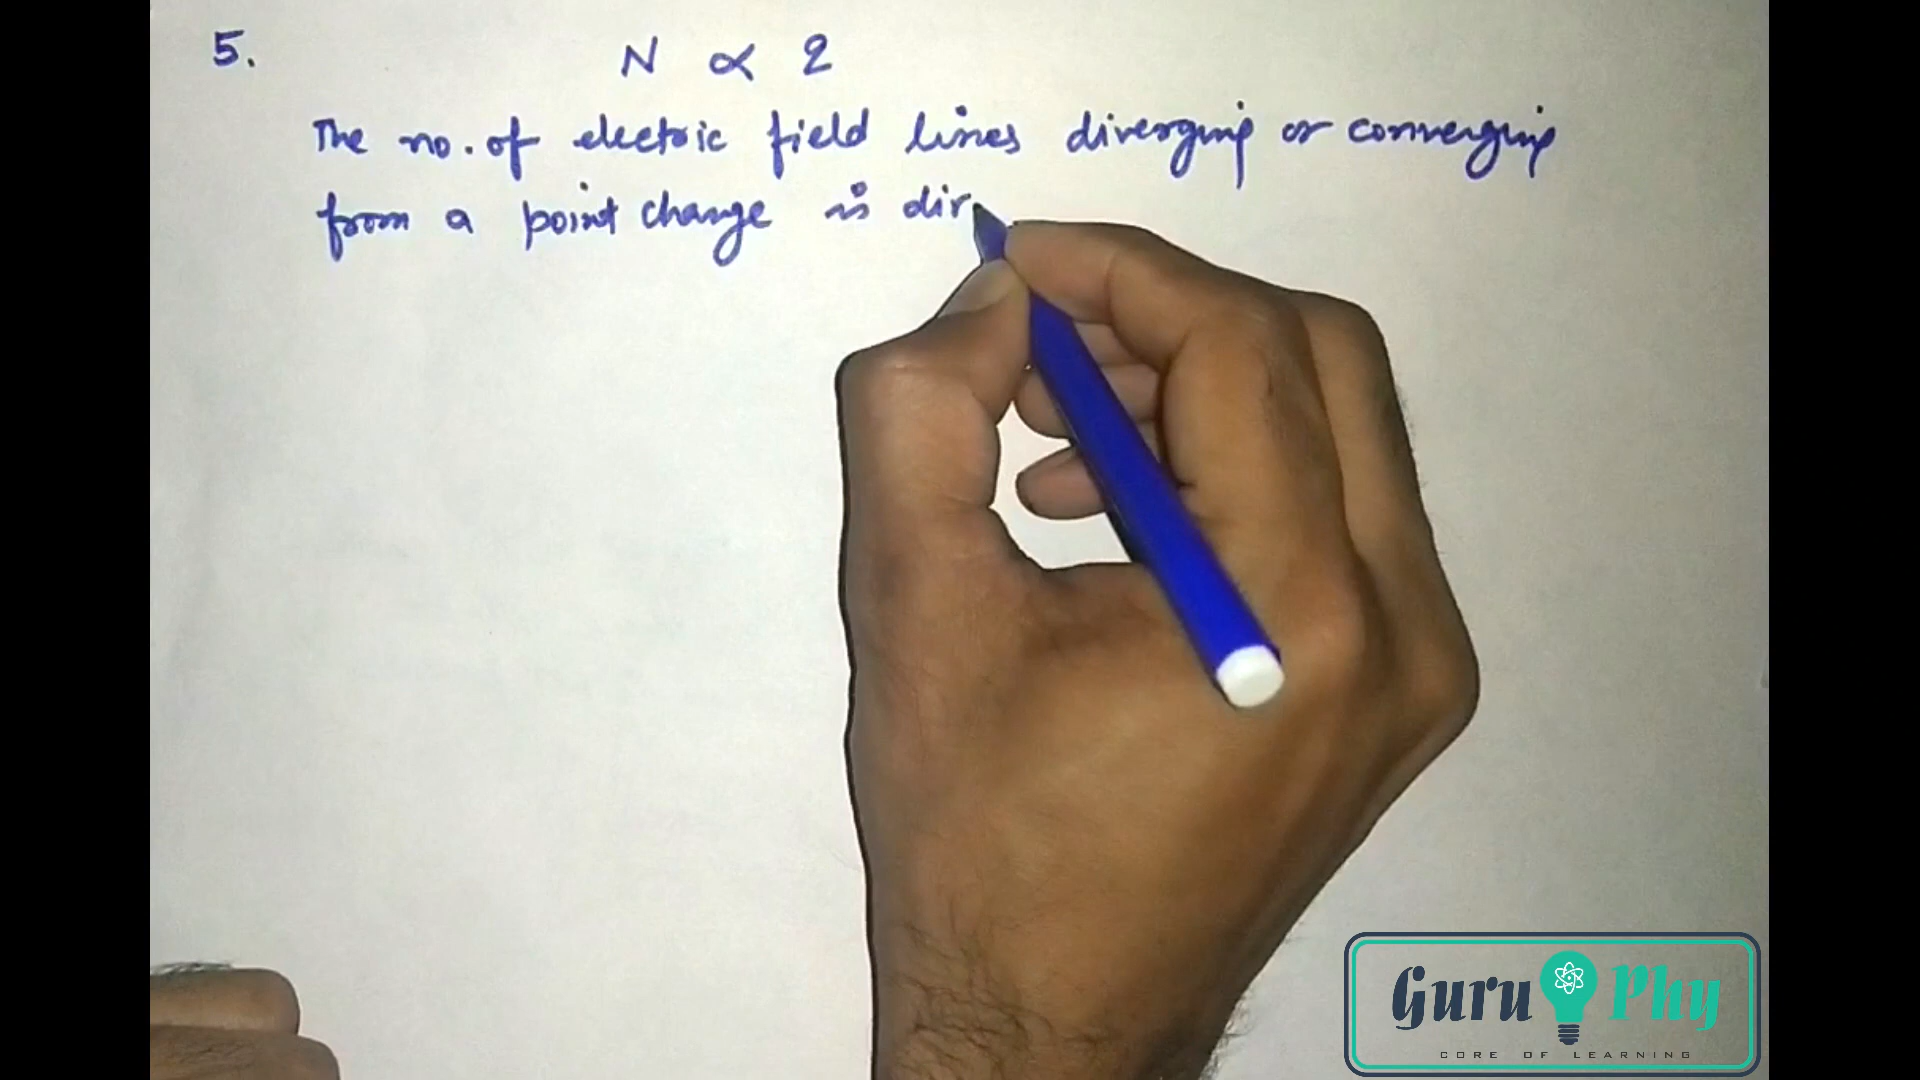 5. N ∝ 2
The no. of electric field lines diverging or converging
from a point charge is dir
Guru Phy
CORE OF LEARNING